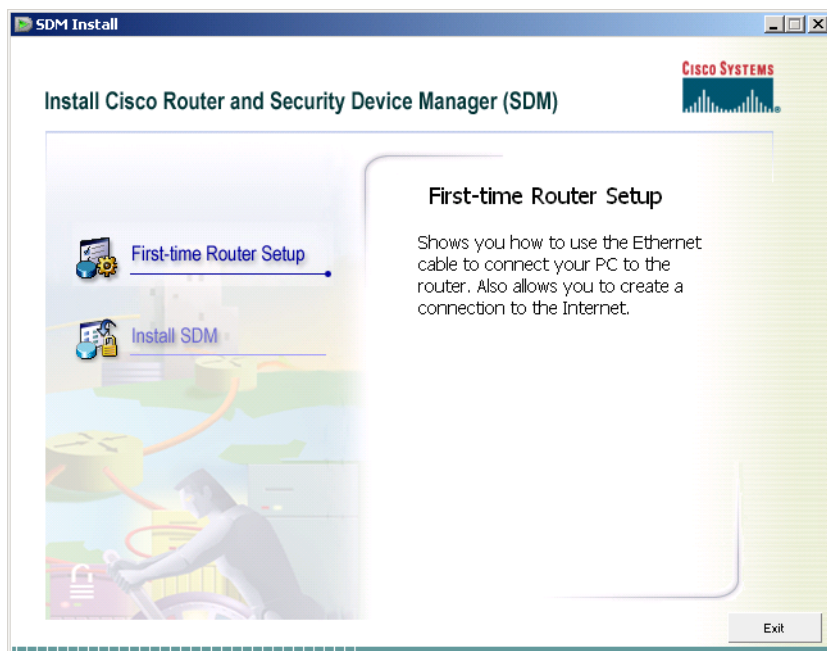 SDM Install
CISCO SYSTEMS
Install Cisco Router and Security Device Manager (SDM)
First-time Router Setup
Install SDM
First-time Router Setup
Shows you how to use the Ethernet
cable to connect your PC to the
router. Also allows you to create a
connection to the Internet.
Exit